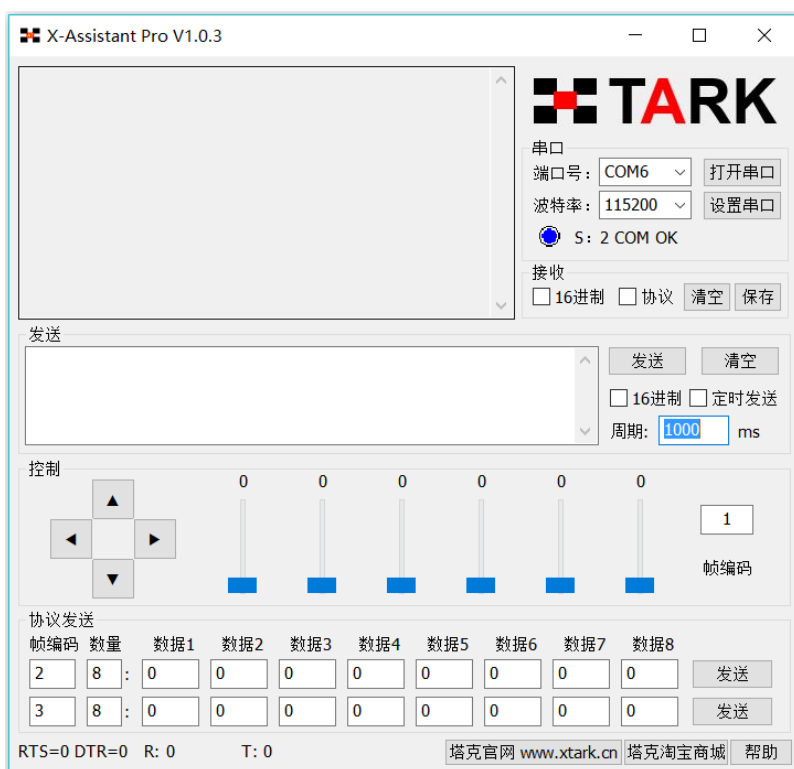 X-Assistant Pro V1.0.3
TARK
串口
端口号： COM6 打开串口
波特率： 115200 设置串口
S： 2 COM OK
接收
16进制 协议 清空 保存
发送
发送 清空
16进制 定时发送
周期: 1000 ms
控制
0 0 0 0 0 0
▲
◀ ▶
▼
1
帧编码
协议发送
帧编码 数量 数据1 数据2 数据3 数据4 数据5 数据6 数据7 数据8
2 8 : 0 0 0 0 0 0 0 0 发送
3 8 : 0 0 0 0 0 0 0 0 发送
RTS=0 DTR=0 R: 0 T: 0 塔克官网 www.xtark.cn 塔克淘宝商城 帮助